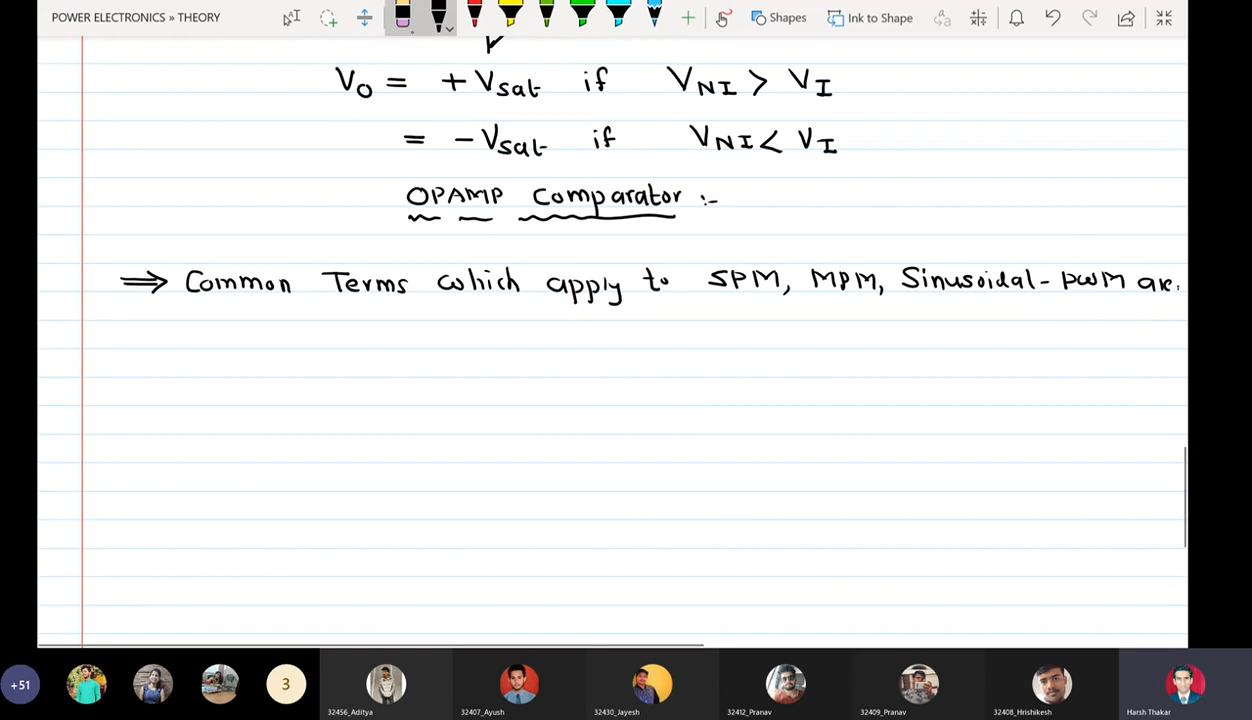 POWER ELECTRONICS » THEORY
Shapes
Ink to Shape
Vo = + Vsat if VNI > VI
= - Vsat if VNI < VI
OPAMP Comparator :-
⇒ Common Terms which apply to SPM, MPM, Sinusoidal - PWM are.
+51
3
32456_Aditya
32407_Ayush
32430_Jayesh
32412_Pranav
32409_Pranav
32408_Hrishikesh
Harsh Thakar